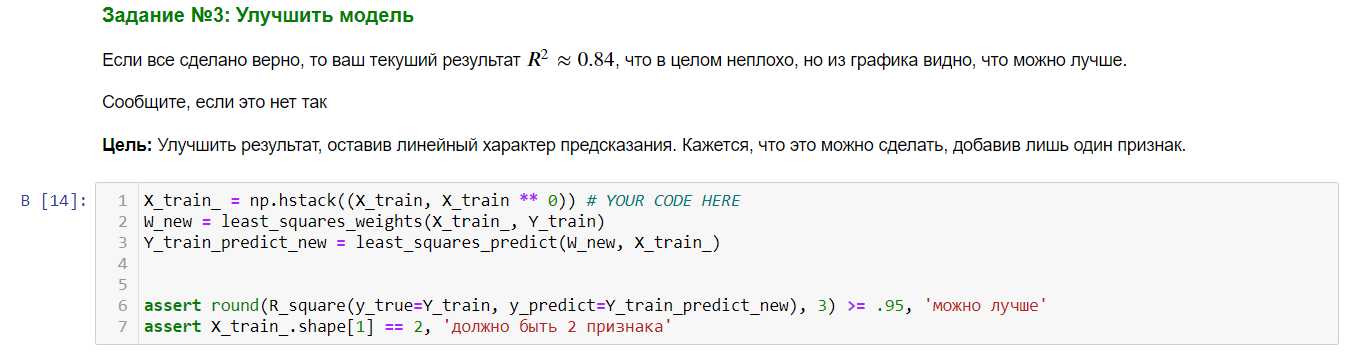 Задание №3: Улучшить модель
Если все сделано верно, то ваш текущий результат R² ≈ 0.84, что в целом неплохо, но из графика видно, что можно лучше.
Сообщите, если это нет так
Цель: Улучшить результат, оставив линейный характер предсказания. Кажется, что это можно сделать, добавив лишь один признак.
В [14]:
1 X_train_ = np.hstack((X_train, X_train ** 0)) # YOUR CODE HERE
2 W_new = least_squares_weights(X_train_, Y_train)
3 Y_train_predict_new = least_squares_predict(W_new, X_train_)
4
5
6 assert round(R_square(y_true=Y_train, y_predict=Y_train_predict_new), 3) >= .95, 'можно лучше'
7 assert X_train_.shape[1] == 2, 'должно быть 2 признака'